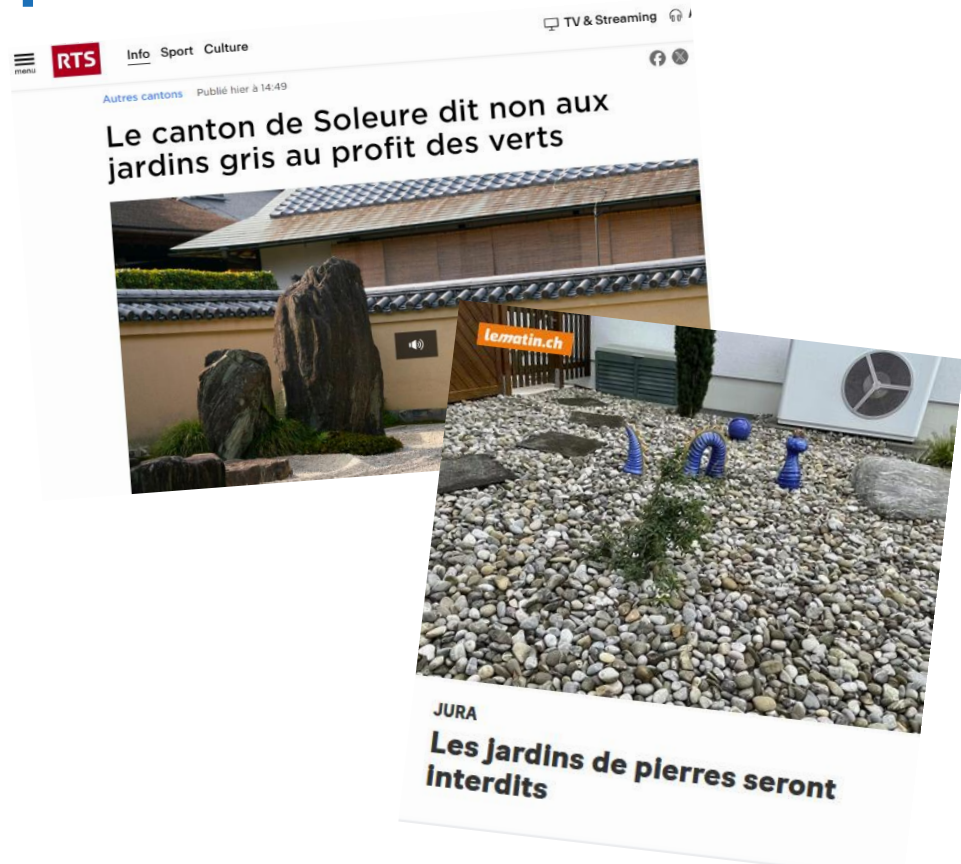 TV & Streaming
menu
RTS
Info Sport Culture
Autres cantons Publié hier à 14:49
Le canton de Soleure dit non aux
jardins gris au profit des verts
lematin.ch
JURA
Les jardins de pierres seront
interdits